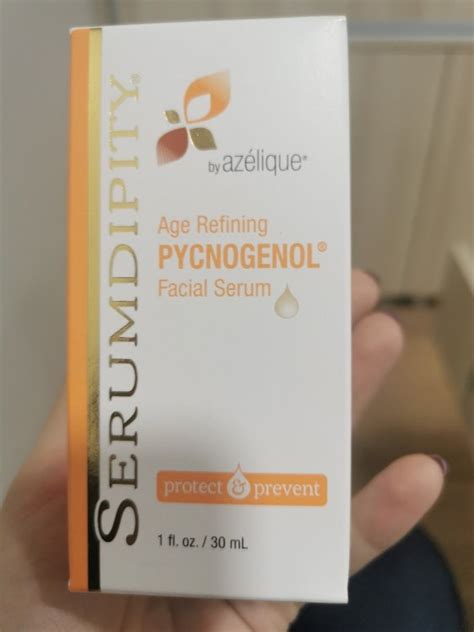 SERUMDIPITY®
by azélique®
Age Refining
PYCNOGENOL®
Facial Serum
protect & prevent
1 fl. oz. / 30 mL